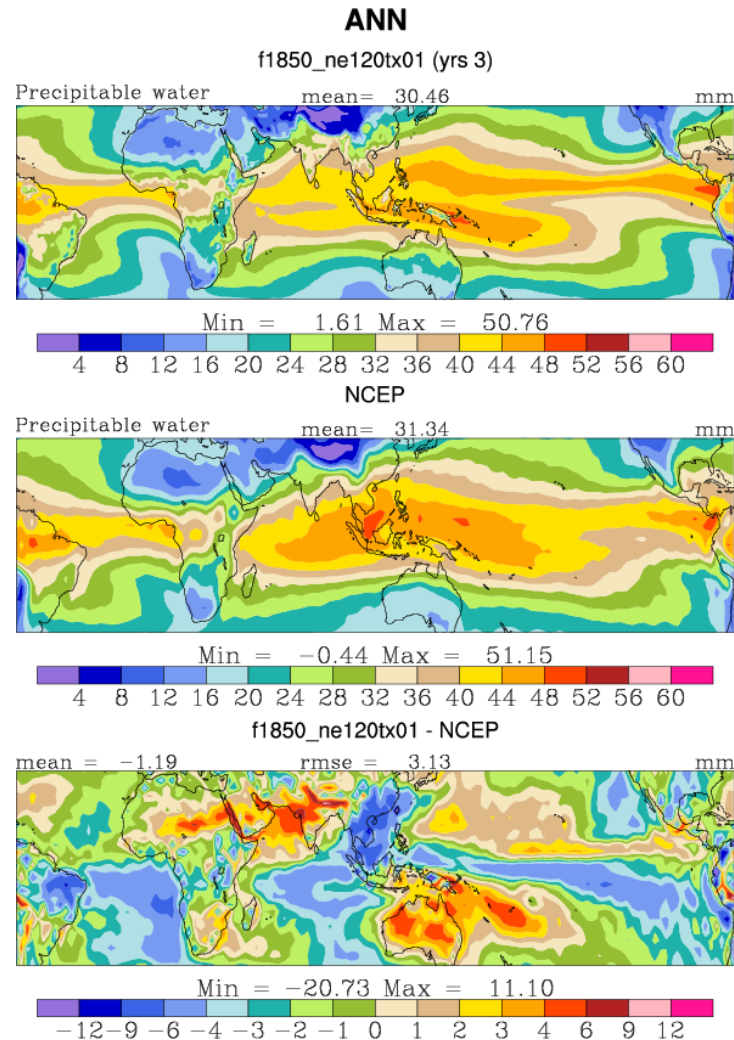 ANN
f1850_ne120tx01 (yrs 3)
Precipitable water mean= 30.46 mm
Min = 1.61 Max = 50.76
4 8 12 16 20 24 28 32 36 40 44 48 52 56 60
NCEP
Precipitable water mean= 31.34 mm
Min = -0.44 Max = 51.15
4 8 12 16 20 24 28 32 36 40 44 48 52 56 60
f1850_ne120tx01 - NCEP
mean = -1.19 rmse = 3.13 mm
Min = -20.73 Max = 11.10
-12 -9 -6 -4 -3 -2 -1 0 1 2 3 4 6 9 12